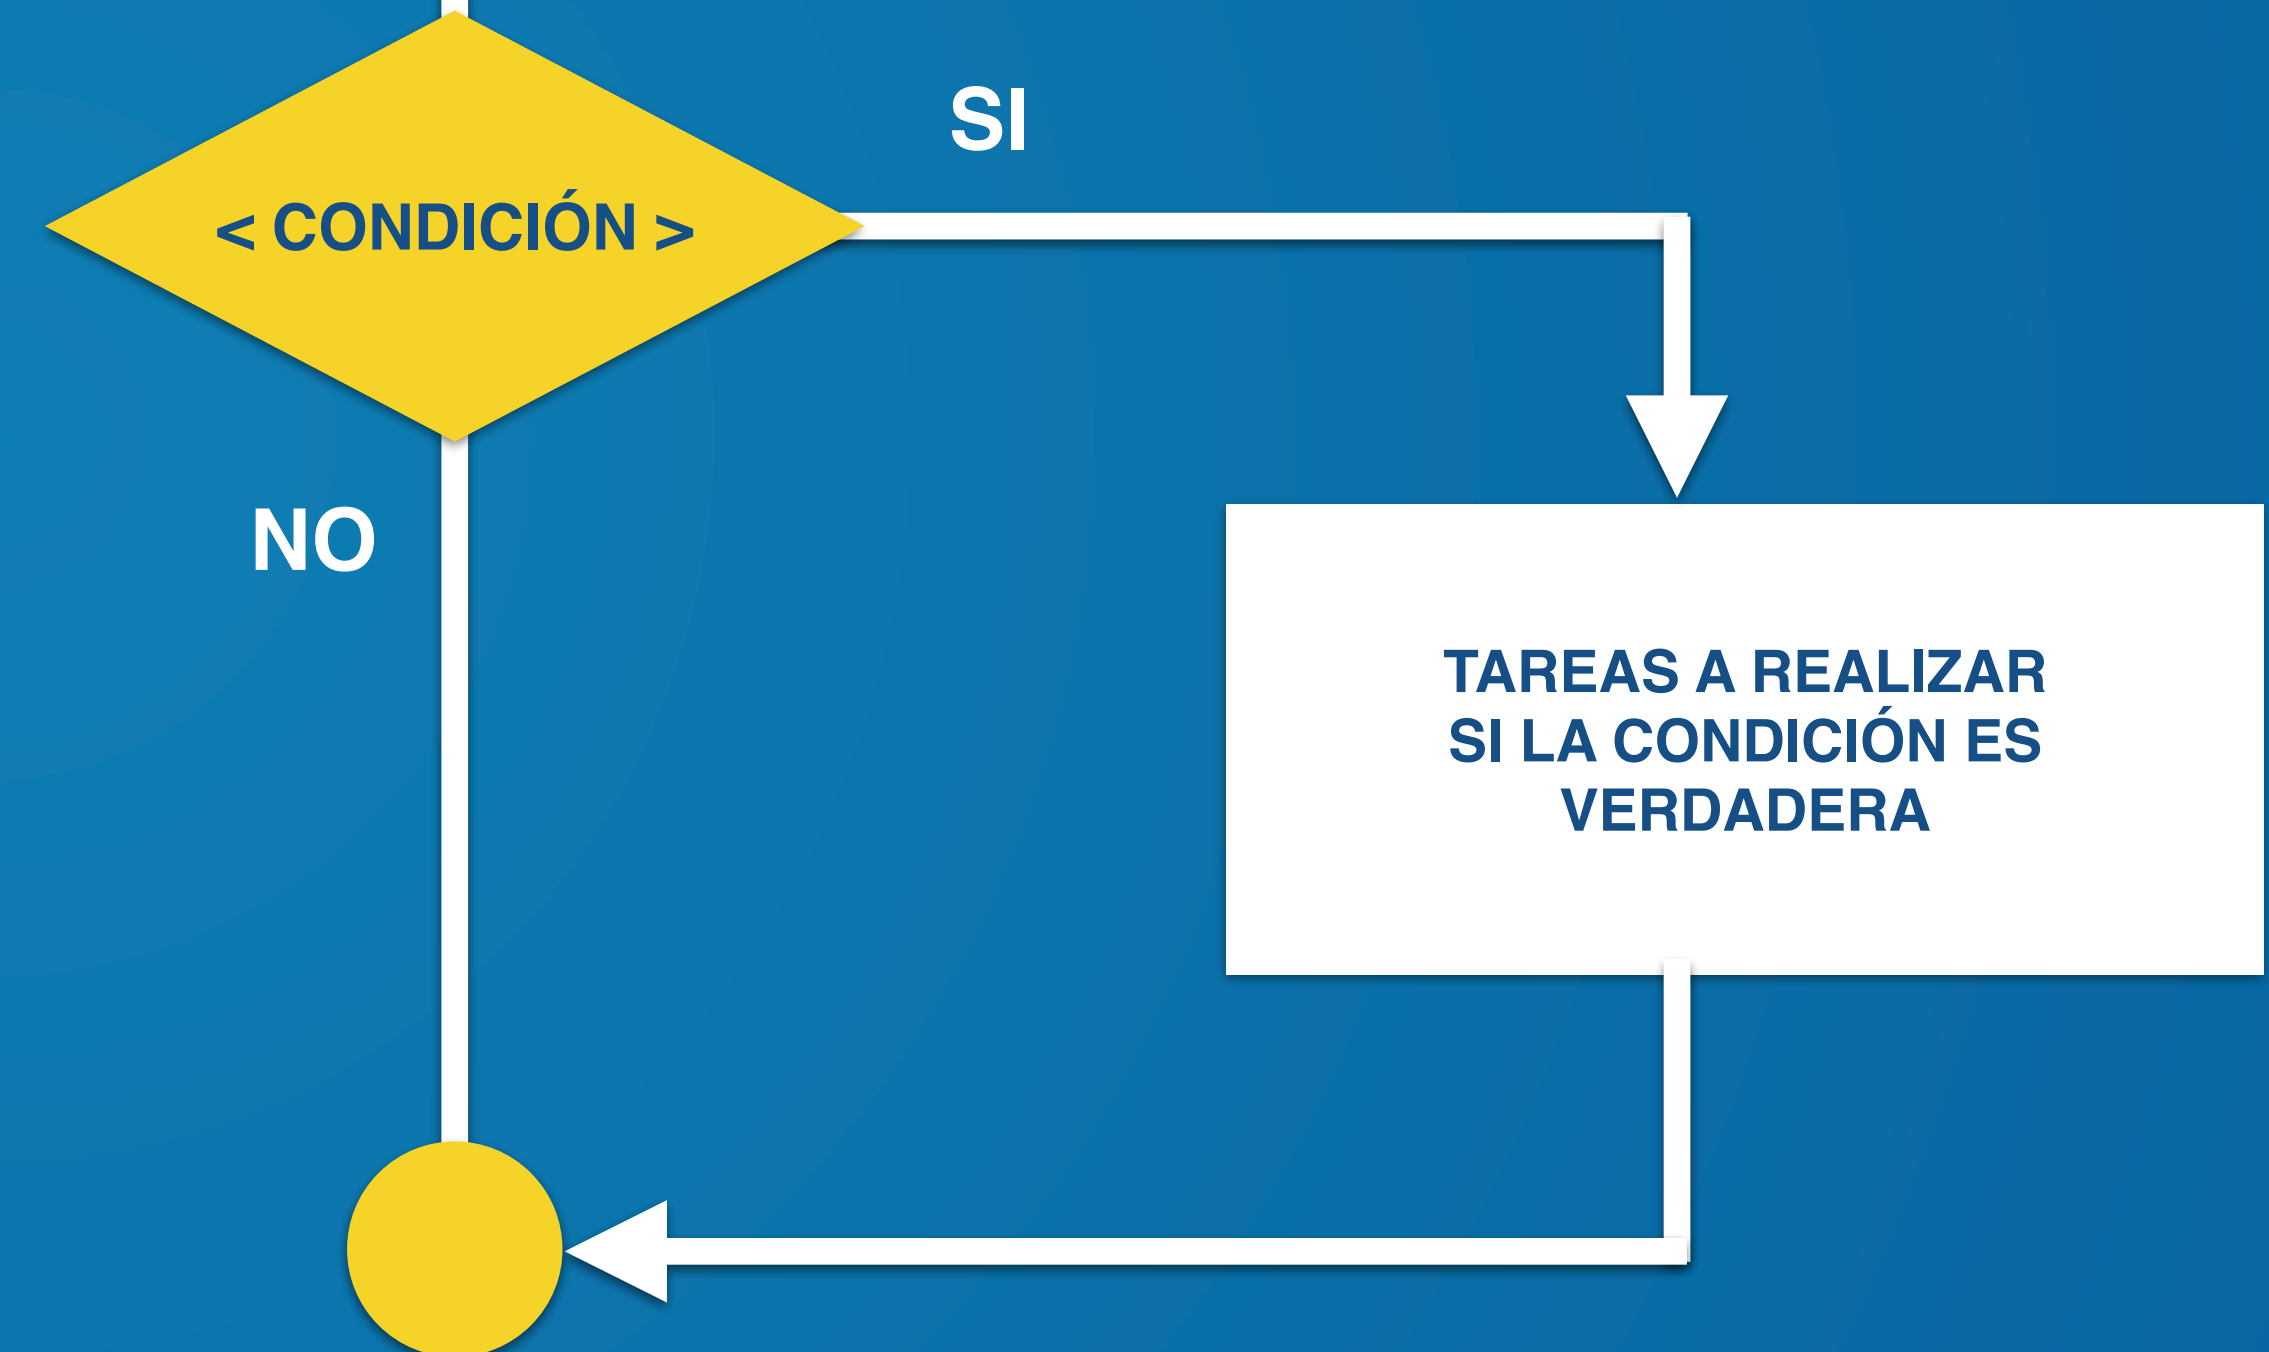 SI
< CONDICIÓN >
NO
TAREAS A REALIZAR
SI LA CONDICIÓN ES
VERDADERA